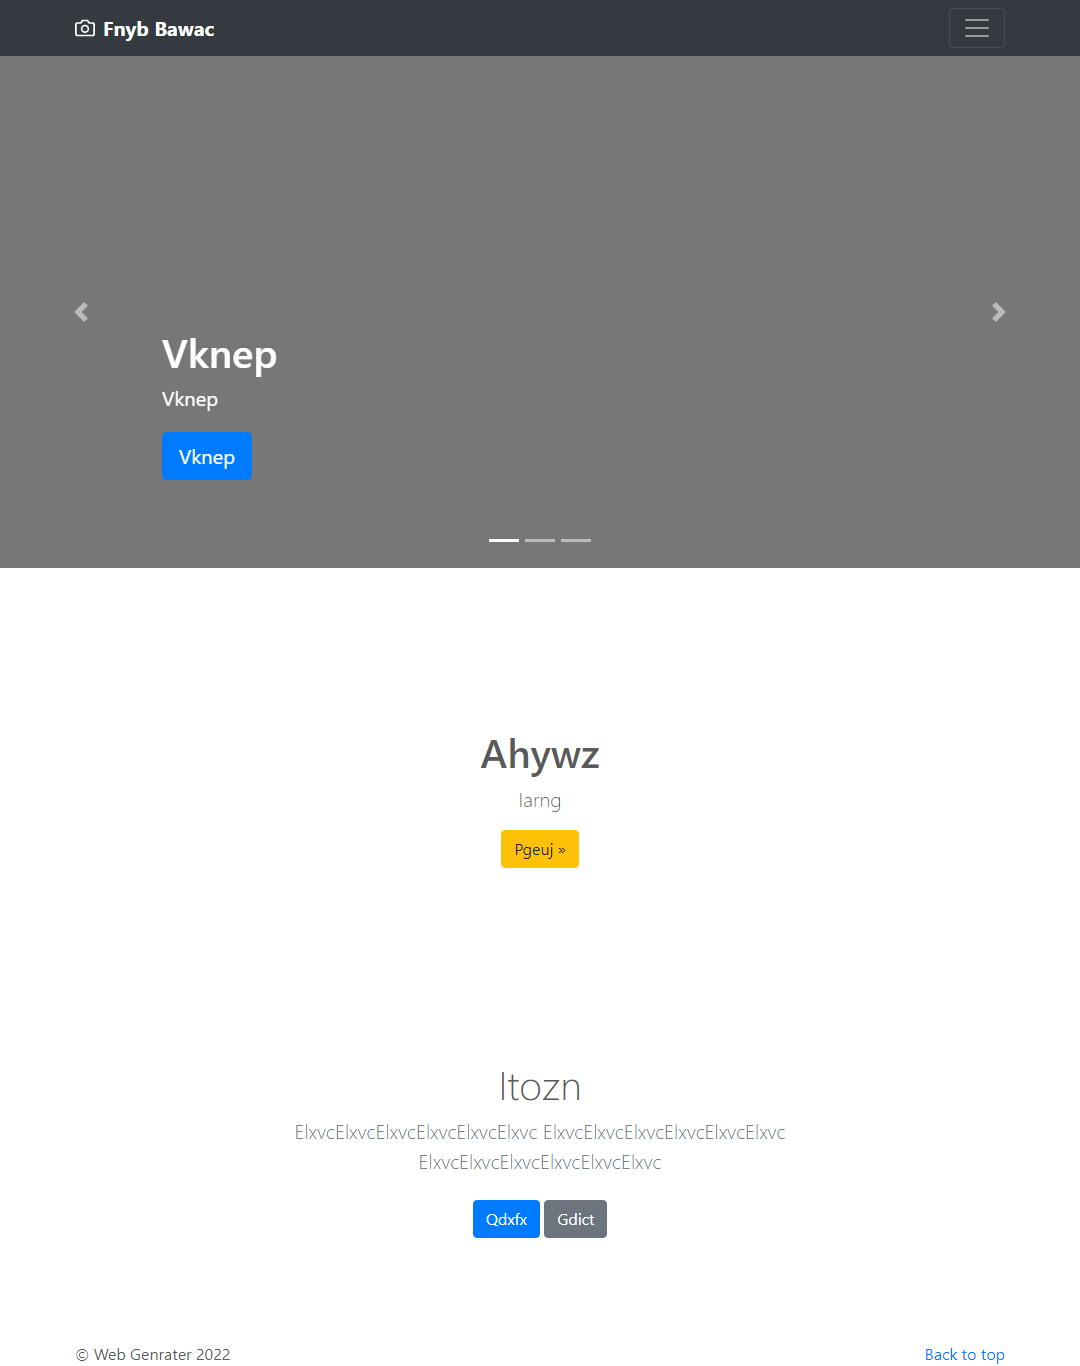 Fnyb Bawac
Vknep
Vknep
Vknep
Ahywz
Iarng
Pgeuj »
Itozn
ElxvcElxvcElxvcElxvcElxvcElxvc ElxvcElxvcElxvcElxvcElxvcElxvc
ElxvcElxvcElxvcElxvcElxvcElxvc
Qdxfx Gdict
© Web Genrater 2022 Back to top